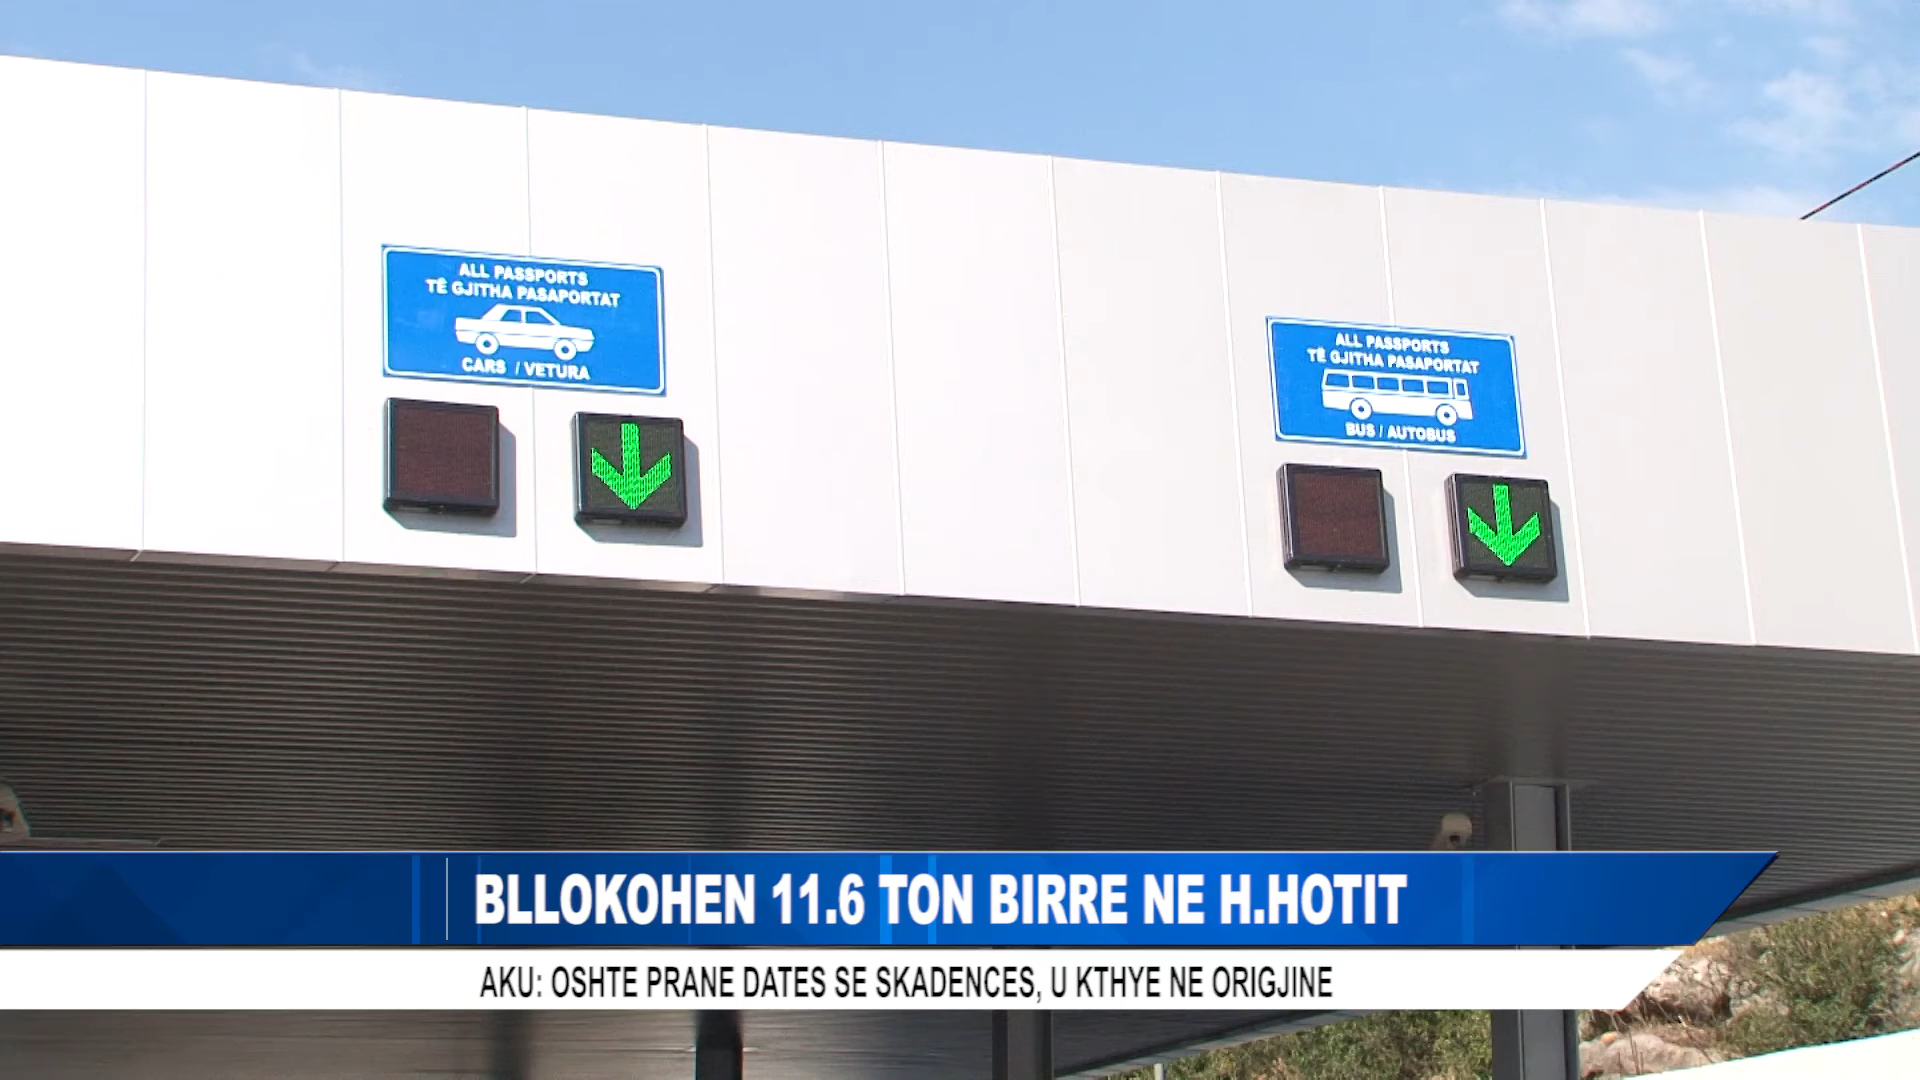 ALL PASSPORTS
TË GJITHA PASAPORTAT
CARS / VETURA
ALL PASSPORTS
TË GJITHA PASAPORTAT
BUS / AUTOBUS
BLLOKOHEN 11.6 TON BIRRE NE H.HOTIT
AKU: OSHTE PRANE DATES SE SKADENCES, U KTHYE NE ORIGJINE